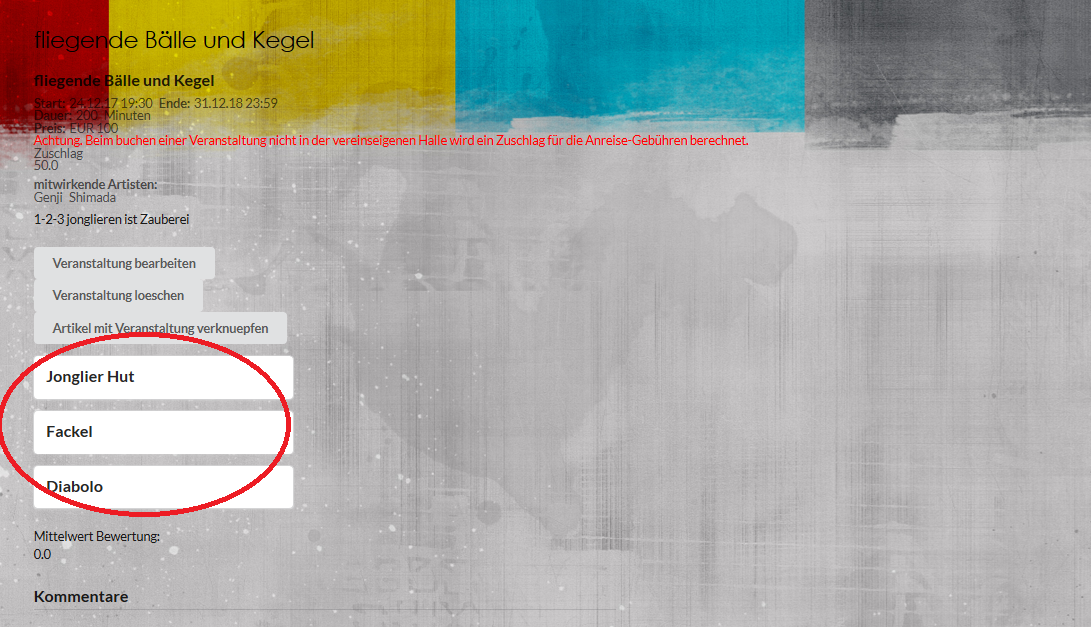 fliegende Bälle und Kegel
fliegende Bälle und Kegel
Start: 24.12.17 19:30 Ende: 31.12.18 23:59
Dauer: 200 Minuten
Preis: EUR 100
Achtung. Beim buchen einer Veranstaltung nicht in der vereinseigenen Halle wird ein Zuschlag für die Anreise-Gebühren berechnet.
Zuschlag
50.0
mitwirkende Artisten:
Genji Shimada
1-2-3 jonglieren ist Zauberei
Veranstaltung bearbeiten
Veranstaltung loeschen
Artikel mit Veranstaltung verknuepfen
Jonglier Hut
Fackel
Diabolo
Mittelwert Bewertung:
0.0
Kommentare